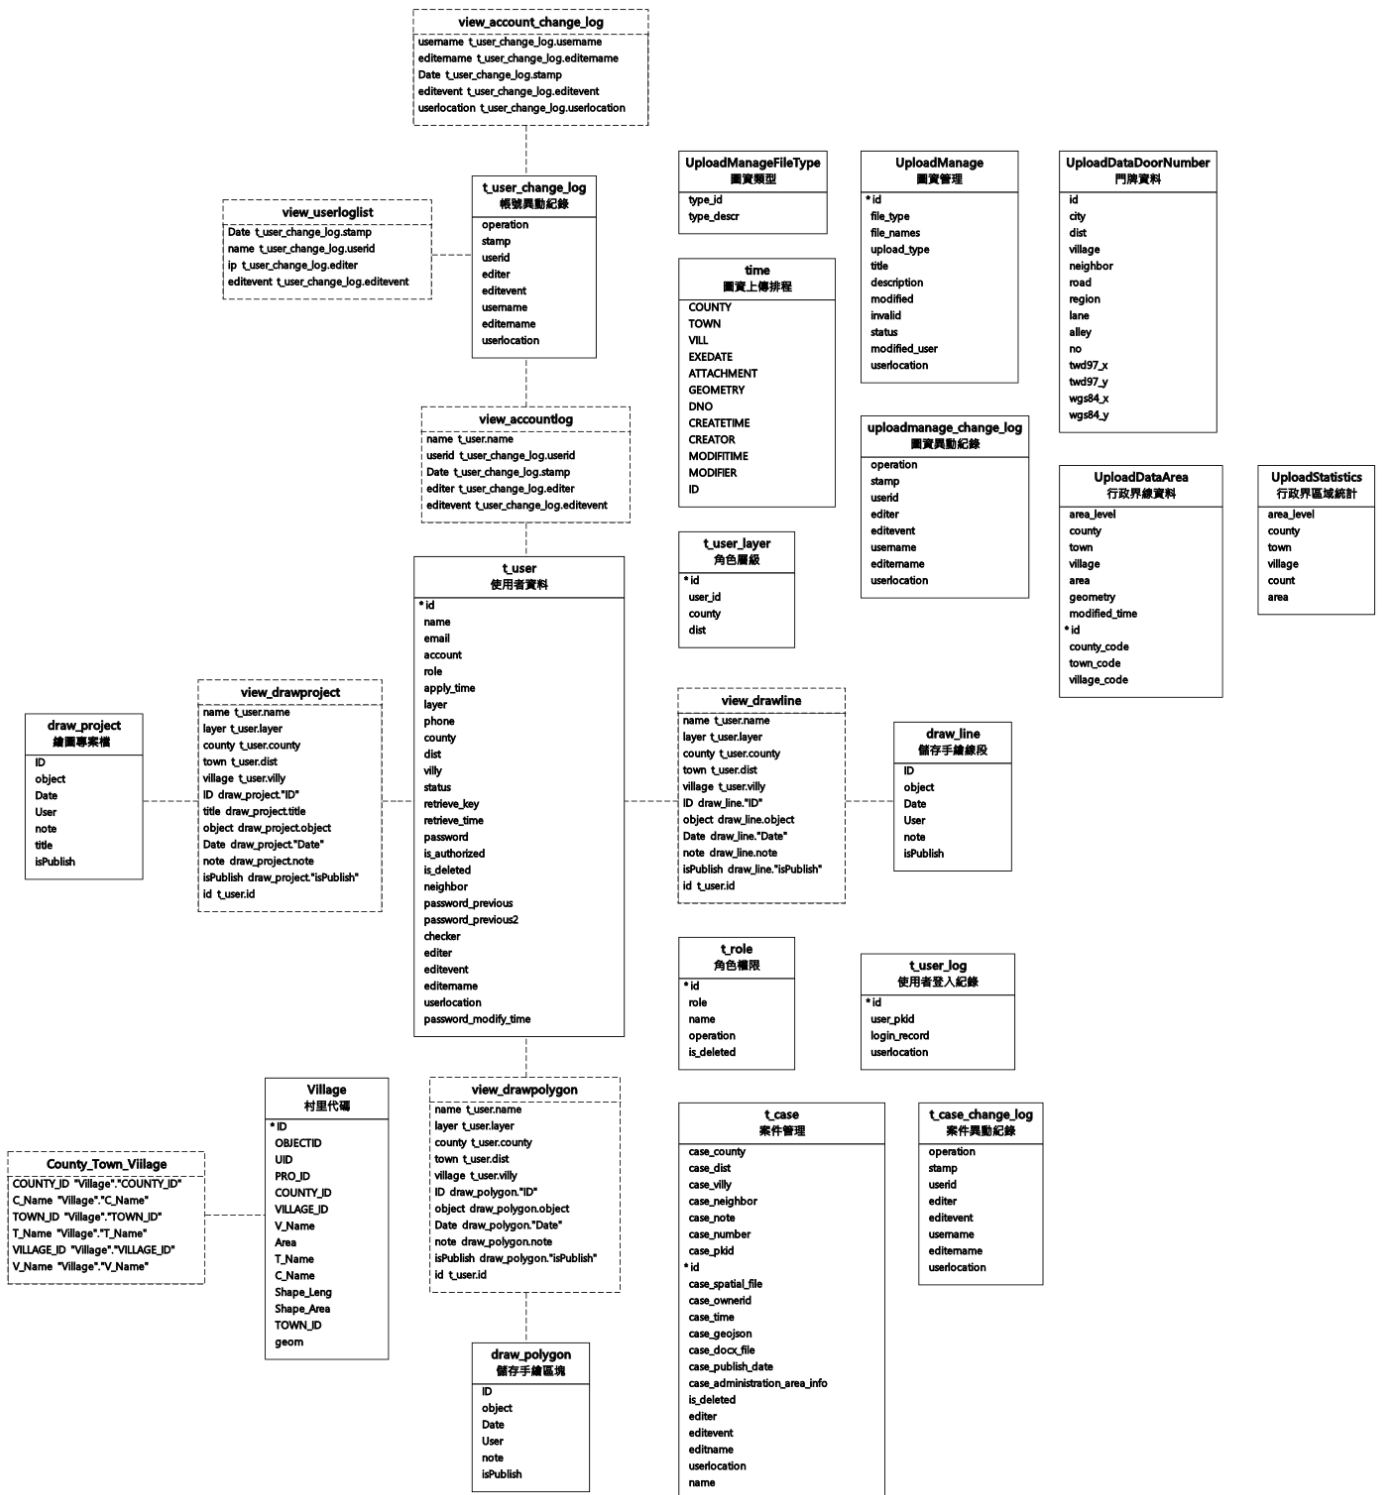 view_account_change_log
username t_user_change_log.username
editername t_user_change_log.editername
Date t_user_change_log.stamp
editevent t_user_change_log.editevent
userlocation t_user_change_log.userlocation
t_user_change_log
帳號異動紀錄
operation
stamp
userid
editer
editevent
username
editername
userlocation
view_userloglist
Date t_user_change_log.stamp
name t_user_change_log.userid
ip t_user_change_log.editer
editevent t_user_change_log.editevent
view_accountlog
name t_user.name
userid t_user_change_log.userid
Date t_user_change_log.stamp
editer t_user_change_log.editer
editevent t_user_change_log.editevent
t_user
使用者資料
* id
name
email
account
role
apply_time
layer
phone
county
dist
villy
status
retrieve_key
retrieve_time
password
is_authorized
is_deleted
neighbor
password_previous
password_previous2
checker
editer
editevent
editername
userlocation
password_modify_time
view_drawproject
name t_user.name
layer t_user.layer
county t_user.county
town t_user.dist
village t_user.villy
ID draw_project."ID"
title draw_project.title
object draw_project.object
Date draw_project."Date"
note draw_project.note
isPublish draw_project."isPublish"
id t_user.id
draw_project
繪圖專案檔
ID
object
Date
User
note
title
isPublish
Village
村里代碼
* ID
OBJECTID
UID
PRO_ID
COUNTY_ID
VILLAGE_ID
V_Name
Area
T_Name
C_Name
Shape_Leng
Shape_Area
TOWN_ID
geom
County_Town_Viilage
COUNTY_ID "Village"."COUNTY_ID"
C_Name "Village"."C_Name"
TOWN_ID "Village"."TOWN_ID"
T_Name "Village"."T_Name"
VILLAGE_ID "Village"."VILLAGE_ID"
V_Name "Village"."V_Name"
view_drawpolygon
name t_user.name
layer t_user.layer
county t_user.county
town t_user.dist
village t_user.villy
ID draw_polygon."ID"
object draw_polygon.object
Date draw_polygon."Date"
note draw_polygon.note
isPublish draw_polygon."isPublish"
id t_user.id
draw_polygon
儲存手繪區塊
ID
object
Date
User
note
isPublish
UploadManageFileType
圖資類型
type_id
type_descr
time
圖資上傳排程
COUNTY
TOWN
VILL
EXEDATE
ATTACHMENT
GEOMETRY
DNO
CREATETIME
CREATOR
MODIFITIME
MODIFIER
ID
t_user_layer
角色層級
* id
user_id
county
dist
view_drawline
name t_user.name
layer t_user.layer
county t_user.county
town t_user.dist
village t_user.villy
ID draw_line."ID"
object draw_line.object
Date draw_line."Date"
note draw_line.note
isPublish draw_line."isPublish"
id t_user.id
draw_line
儲存手繪線段
ID
object
Date
User
note
isPublish
t_role
角色權限
* id
role
name
operation
is_deleted
t_user_log
使用者登入紀錄
* id
user_pkid
login_record
userlocation
t_case
案件管理
case_county
case_dist
case_villy
case_neighbor
case_note
case_number
case_pkid
* id
case_spatial_file
case_ownerid
case_time
case_geojson
case_docx_file
case_publish_date
case_administration_area_info
is_deleted
editer
editevent
editname
userlocation
name
t_case_change_log
案件異動紀錄
operation
stamp
userid
editer
editevent
username
editername
userlocation
UploadManage
圖資管理
* id
file_type
file_names
upload_type
title
description
modified
invalid
status
modified_user
userlocation
uploadmanage_change_log
圖資異動紀錄
operation
stamp
userid
editer
editevent
username
editername
userlocation
UploadDataDoorNumber
門牌資料
id
city
dist
village
neighbor
road
region
lane
alley
no
twd97_x
twd97_y
wgs84_x
wgs84_y
UploadDataArea
行政界線資料
area_level
county
town
village
area
geometry
modified_time
* id
county_code
town_code
village_code
UploadStatistics
行政界區域統計
area_level
county
town
village
count
area